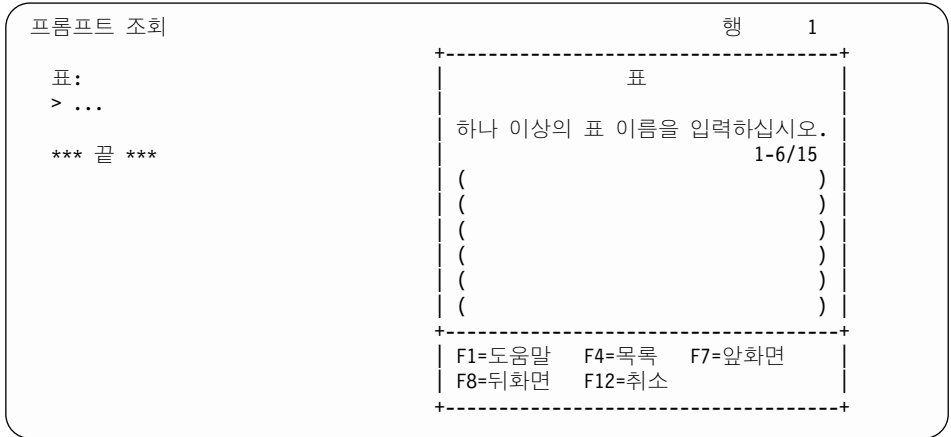 프롬프트 조회 행 1
+-------------------------------------+
표: | 표 |
> ... | |
| 하나 이상의 표 이름을 입력하십시오. |
*** 끝 *** | 1-6/15 |
| ( ) |
| ( ) |
| ( ) |
| ( ) |
| ( ) |
| ( ) |
+-------------------------------------+
| F1=도움말 F4=목록 F7=앞화면 |
| F8=뒤화면 F12=취소 |
+-------------------------------------+